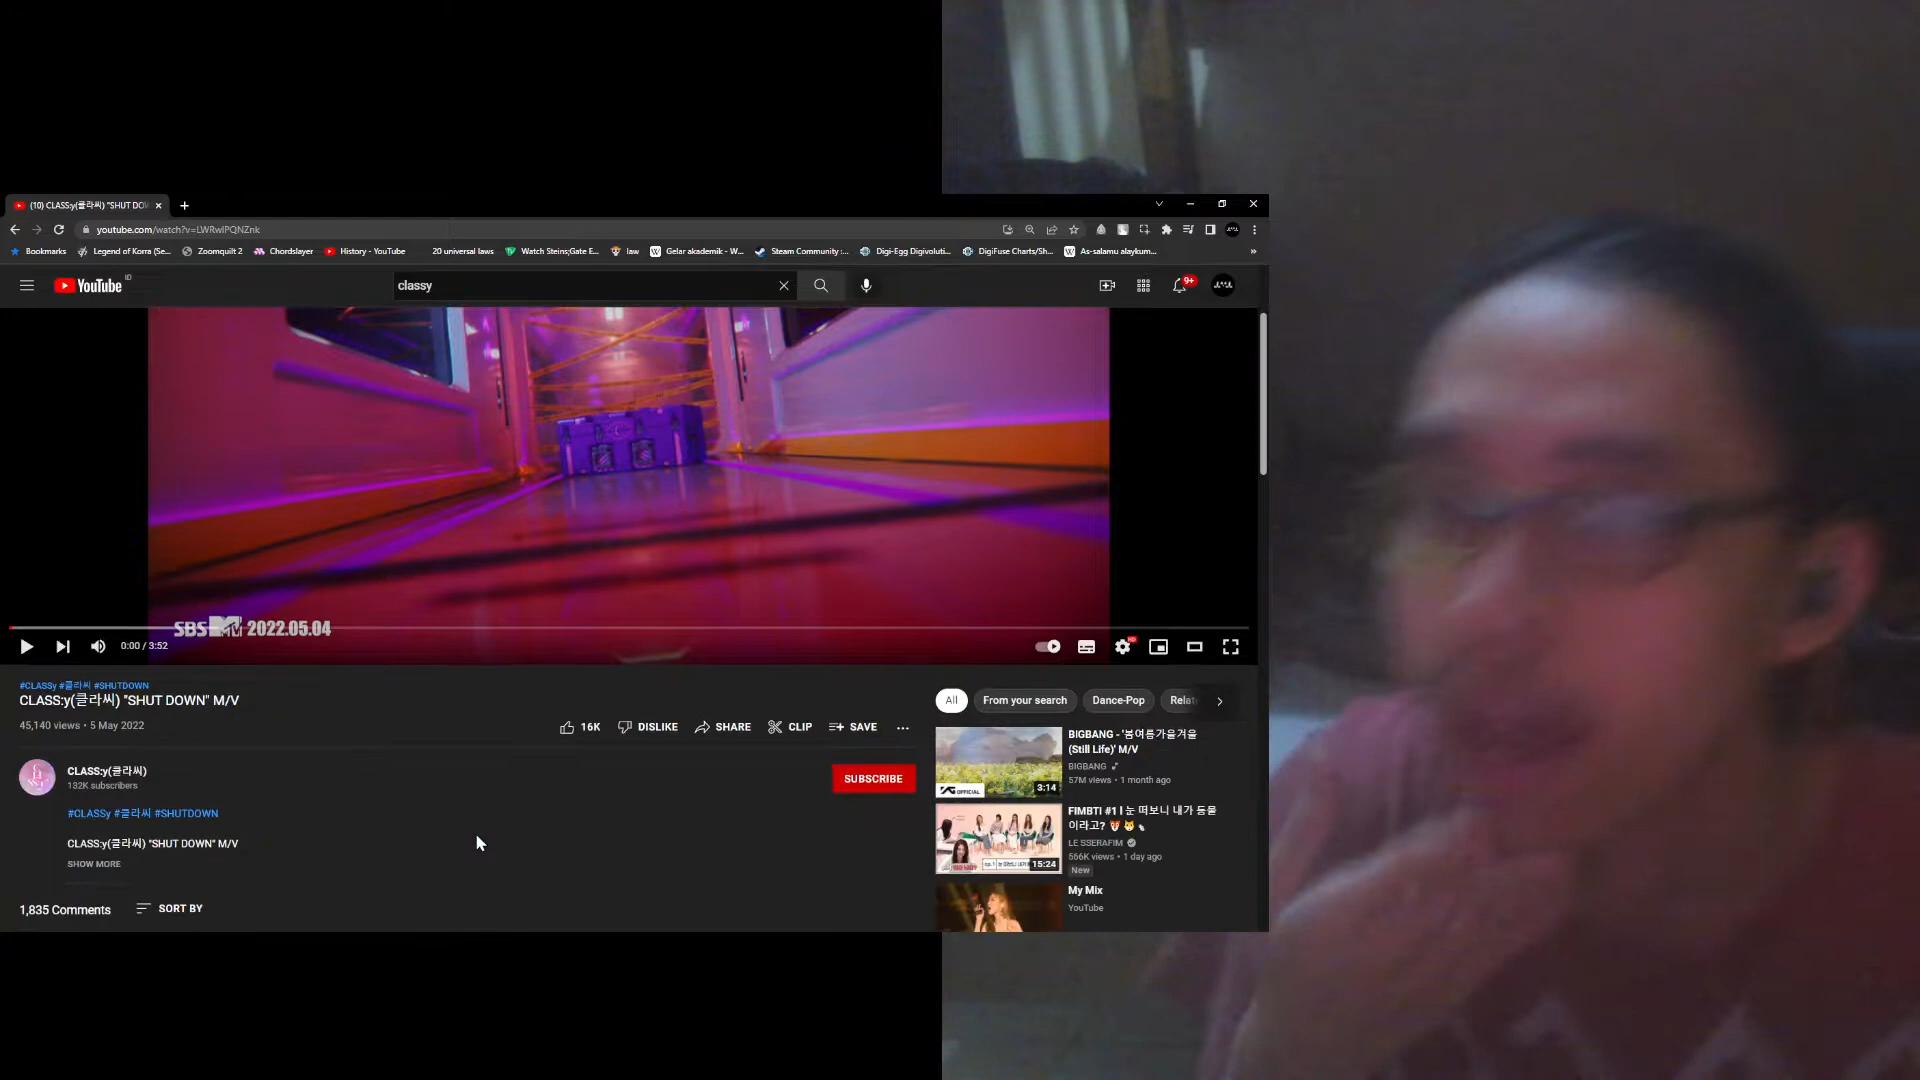 (10) CLASS:y(클라씨) "SHUT DOW
youtube.com/watch?v=LWRwlPQNZnk
Bookmarks
Legend of Korra (Se...
Zoomquilt 2
Chordslayer
History - YouTube
20 universal laws
Watch Steins;Gate E...
law
Gelar akademik - W...
Steam Community :...
Digi-Egg Digivoluti...
DigiFuse Charts/Sh...
As-salamu alaykum...
YouTube ID
classy
9+
SBS MTV 2022.05.04
0:00 / 3:52
HD
#CLASSy #클라씨 #SHUTDOWN
CLASS:y(클라씨) "SHUT DOWN" M/V
45,140 views • 5 May 2022
16K
DISLIKE
SHARE
CLIP
SAVE
CLASS:y(클라씨)
132K subscribers
SUBSCRIBE
#CLASSy #클라씨 #SHUTDOWN
CLASS:y(클라씨) "SHUT DOWN" M/V
SHOW MORE
1,835 Comments
SORT BY
All
From your search
Dance-Pop
Relat
OFFICIAL
3:14
BIGBANG - '봄여름가을겨울
(Still Life)' M/V
BIGBANG
57M views • 1 month ago
15:24
FIMBTI #1 l 눈 떠보니 내가 동물
이라고?
LE SSERAFIM
566K views • 1 day ago
New
My Mix
YouTube